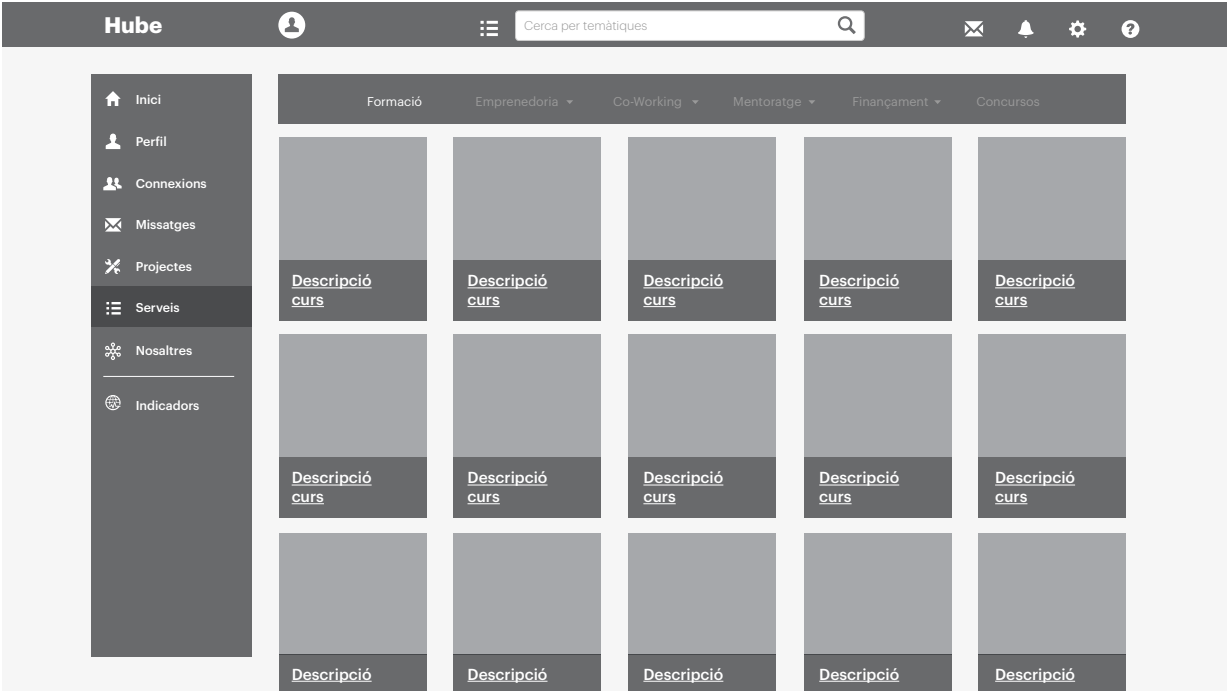 Hube
Cerca per temàtiques
Inici
Perfil
Connexions
Missatges
Projectes
Serveis
Nosaltres
Indicadors
Formació Emprenedoria Co-Working Mentoratge Finançament Concursos
Descripció Descripció Descripció Descripció Descripció
curs curs curs curs curs
Descripció Descripció Descripció Descripció Descripció
curs curs curs curs curs
Descripció Descripció Descripció Descripció Descripció